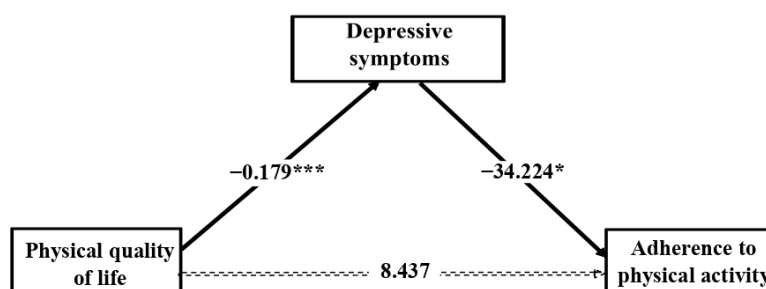 Depressive
symptoms
−0.179***
−34.224*
Physical quality
of life
8.437
Adherence to
physical activity